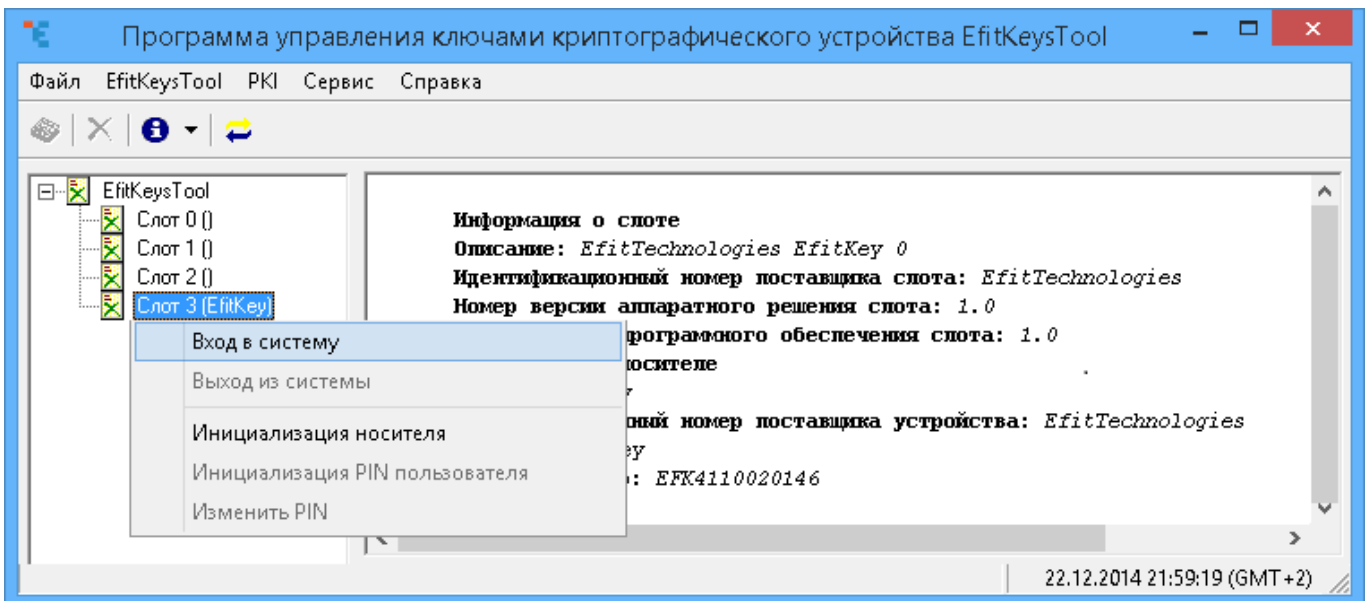 Программа управления ключами криптографического устройства EfitKeysTool
Файл EfitKeysTool PKI Сервис Справка
EfitKeysTool
Слот 0 ()
Слот 1 ()
Слот 2 ()
Слот 3 (EfitKey)
Вход в систему
Выход из системы
Инициализация носителя
Инициализация PIN пользователя
Изменить PIN
Информация о слоте
Описание: EfitTechnologies EfitKey 0
Идентификационный номер поставщика слота: EfitTechnologies
Номер версии аппаратного решения слота: 1.0
программного обеспечения слота: 1.0
носителе
номер поставщика устройства: EfitTechnologies
: EFK4110020146
22.12.2014 21:59:19 (GMT+2)